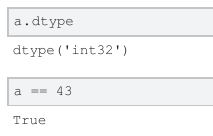 a.dtype
dtype('int32')
a == 43
True